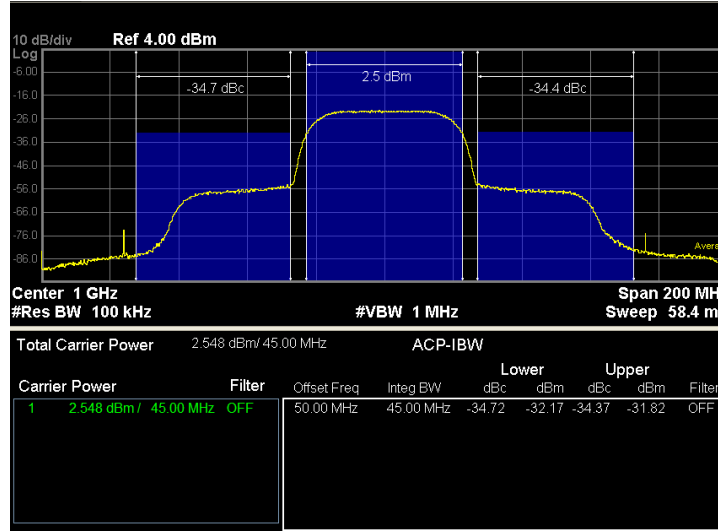 10 dB/div Ref 4.00 dBm
Log
-6.00
-16.0
-26.0
-36.0
-46.0
-56.0
-66.0
-76.0
-86.0
-34.7 dBc
2.5 dBm
-34.4 dBc
Avera
Center 1 GHz Span 200 MH
#Res BW 100 kHz #VBW 1 MHz Sweep 58.4 m
Total Carrier Power 2.548 dBm/ 45.00 MHz ACP-IBW
Lower Upper
Carrier Power Filter Offset Freq Integ BW dBc dBm dBc dBm Filter
1 2.548 dBm / 45.00 MHz OFF 50.00 MHz 45.00 MHz -34.72 -32.17 -34.37 -31.82 OFF